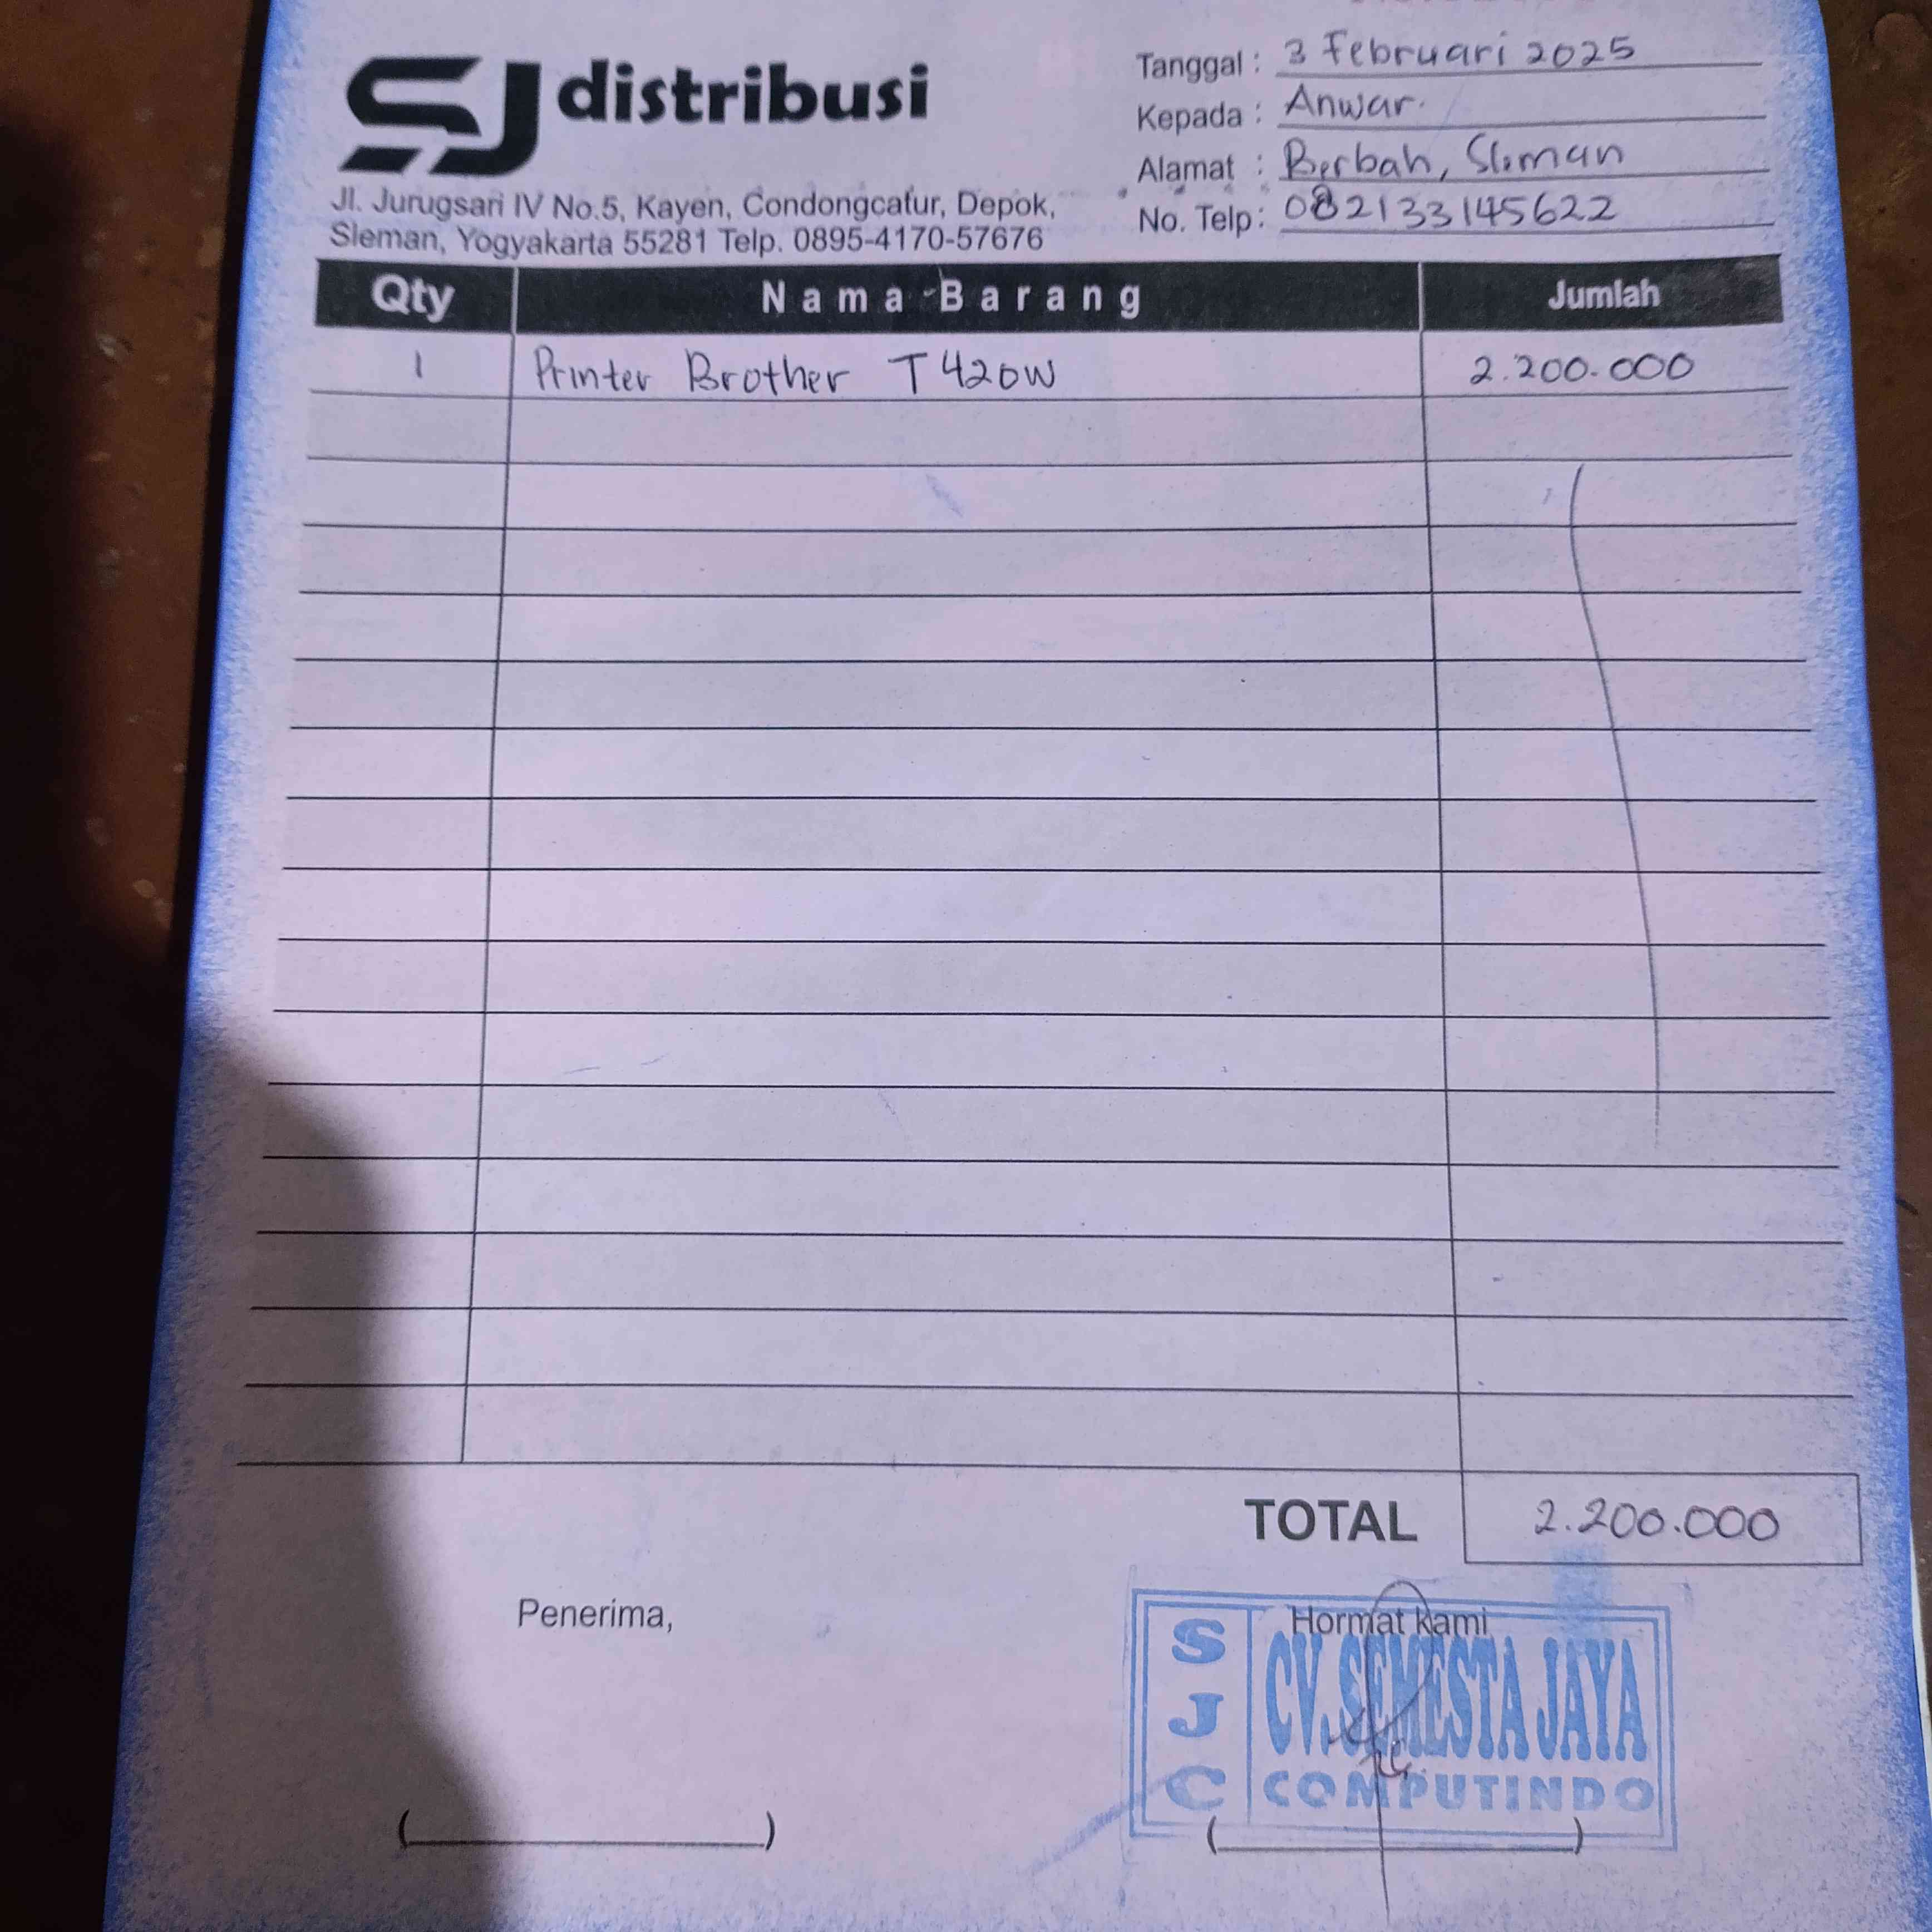 SJ distribusi
Jl. Jurugsari IV No.5, Kayen, Condongcatur, Depok,
Sleman, Yogyakarta 55281 Telp. 0895-4170-57676
Tanggal : 3 Februari 2025
Kepada : Anwar.
Alamat : Berbah, Sleman
No. Telp : 082133145622
Qty Nama Barang Jumlah
1 Printer Brother T420W 2.200.000
TOTAL 2.200.000
Penerima,
Hormat kami
SJC
CV. SEMESTA JAYA
COMPUTINDO
(                    )
(                    )